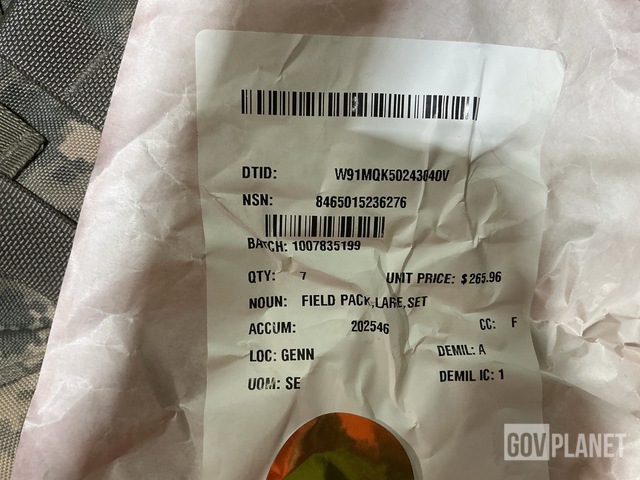 DTID: W91MQK50243040V
NSN: 8465015236276
BATCH: 1007835199
QTY: 7 UNIT PRICE: $265.96
NOUN: FIELD PACK,LARE,SET
ACCUM: 202546 CC: F
LOC: GENN DEMIL: A
UOM: SE DEMIL IC: 1
GOVPLANET